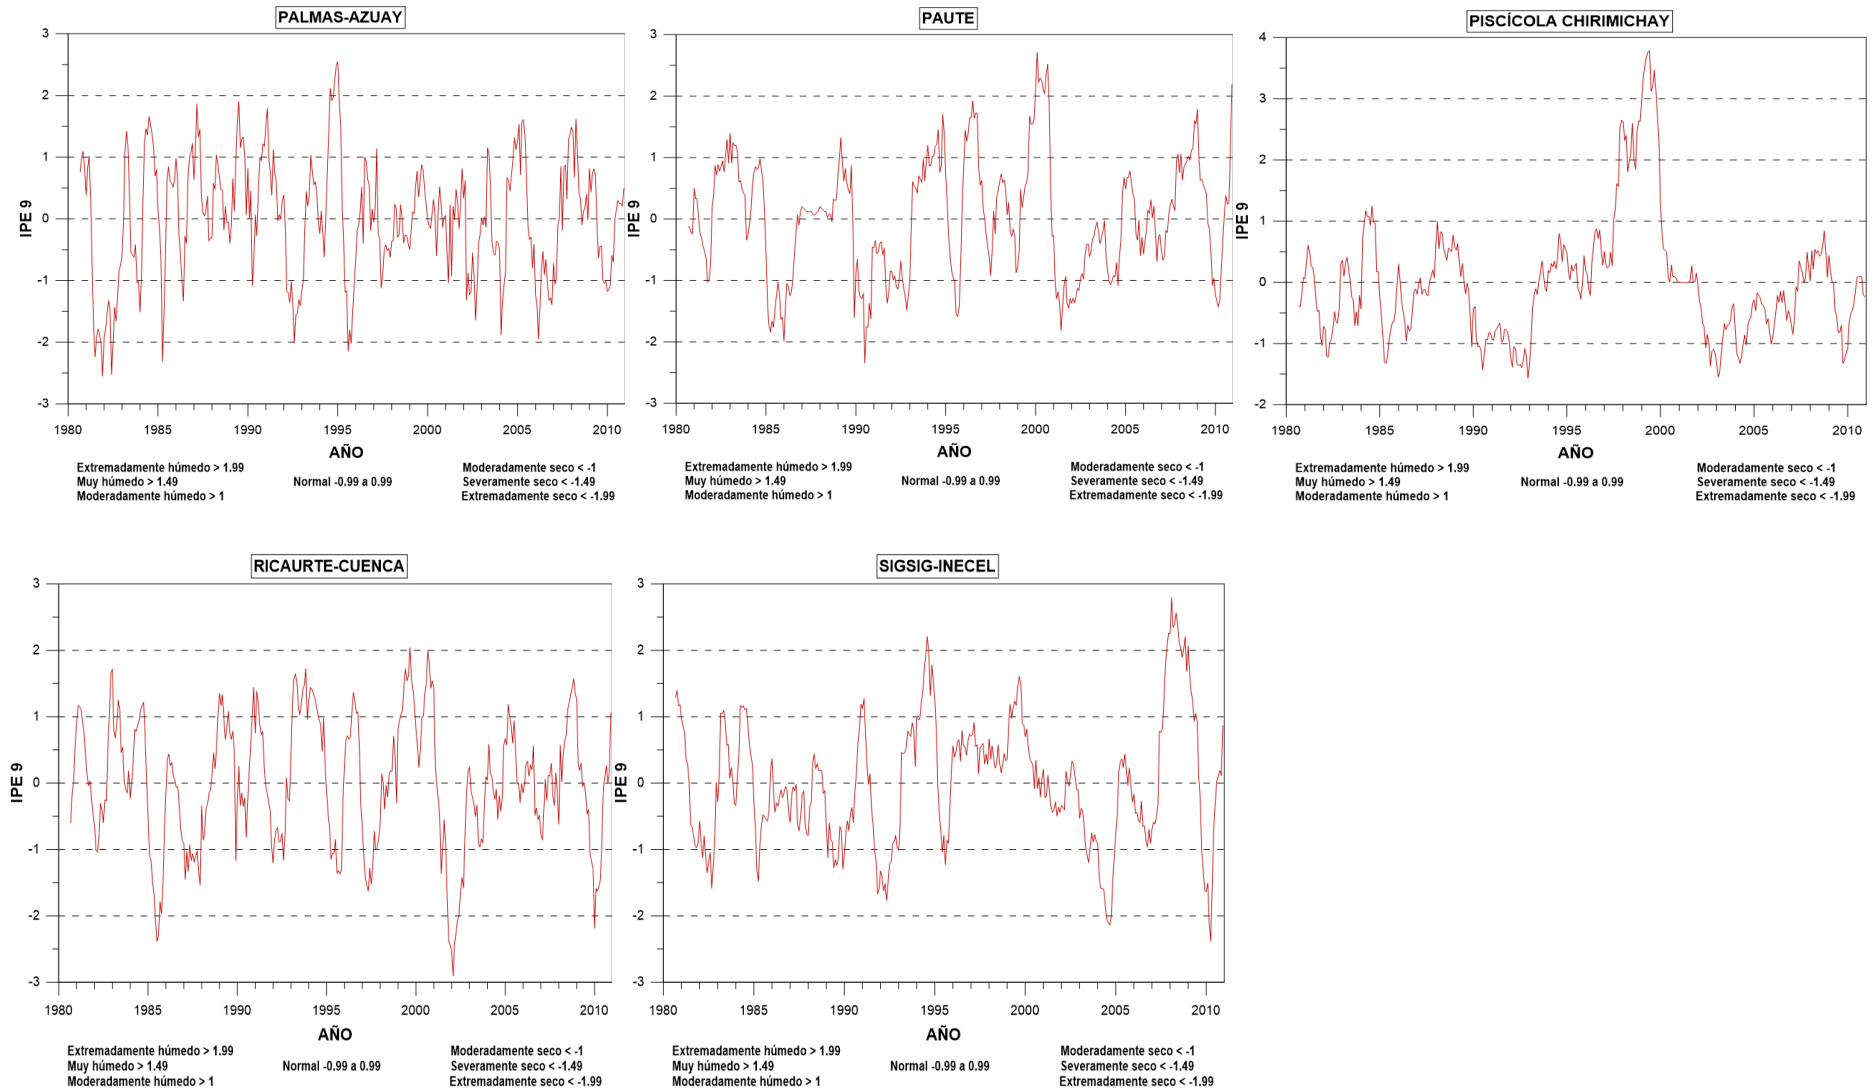 PALMAS-AZUAY
3
2
1
0
-1
-2
-3
IPE 9
1980
1985
1990
1995
2000
2005
2010
AÑO
Extremadamente húmedo > 1.99
Muy húmedo > 1.49
Moderadamente húmedo > 1
Normal -0.99 a 0.99
Moderadamente seco < -1
Severamente seco < -1.49
Extremadamente seco < -1.99
PAUTE
3
2
1
0
-1
-2
-3
IPE 9
1980
1985
1990
1995
2000
2005
2010
AÑO
Extremadamente húmedo > 1.99
Muy húmedo > 1.49
Moderadamente húmedo > 1
Normal -0.99 a 0.99
Moderadamente seco < -1
Severamente seco < -1.49
Extremadamente seco < -1.99
PISCÍCOLA CHIRIMICHAY
4
3
2
1
0
-1
-2
IPE 9
1980
1985
1990
1995
2000
2005
2010
AÑO
Extremadamente húmedo > 1.99
Muy húmedo > 1.49
Moderadamente húmedo > 1
Normal -0.99 a 0.99
Moderadamente seco < -1
Severamente seco < -1.49
Extremadamente seco < -1.99
RICAURTE-CUENCA
3
2
1
0
-1
-2
-3
IPE 9
1980
1985
1990
1995
2000
2005
2010
AÑO
Extremadamente húmedo > 1.99
Muy húmedo > 1.49
Moderadamente húmedo > 1
Normal -0.99 a 0.99
Moderadamente seco < -1
Severamente seco < -1.49
Extremadamente seco < -1.99
SIGSIG-INECEL
3
2
1
0
-1
-2
-3
IPE 9
1980
1985
1990
1995
2000
2005
2010
AÑO
Extremadamente húmedo > 1.99
Muy húmedo > 1.49
Moderadamente húmedo > 1
Normal -0.99 a 0.99
Moderadamente seco < -1
Severamente seco < -1.49
Extremadamente seco < -1.99